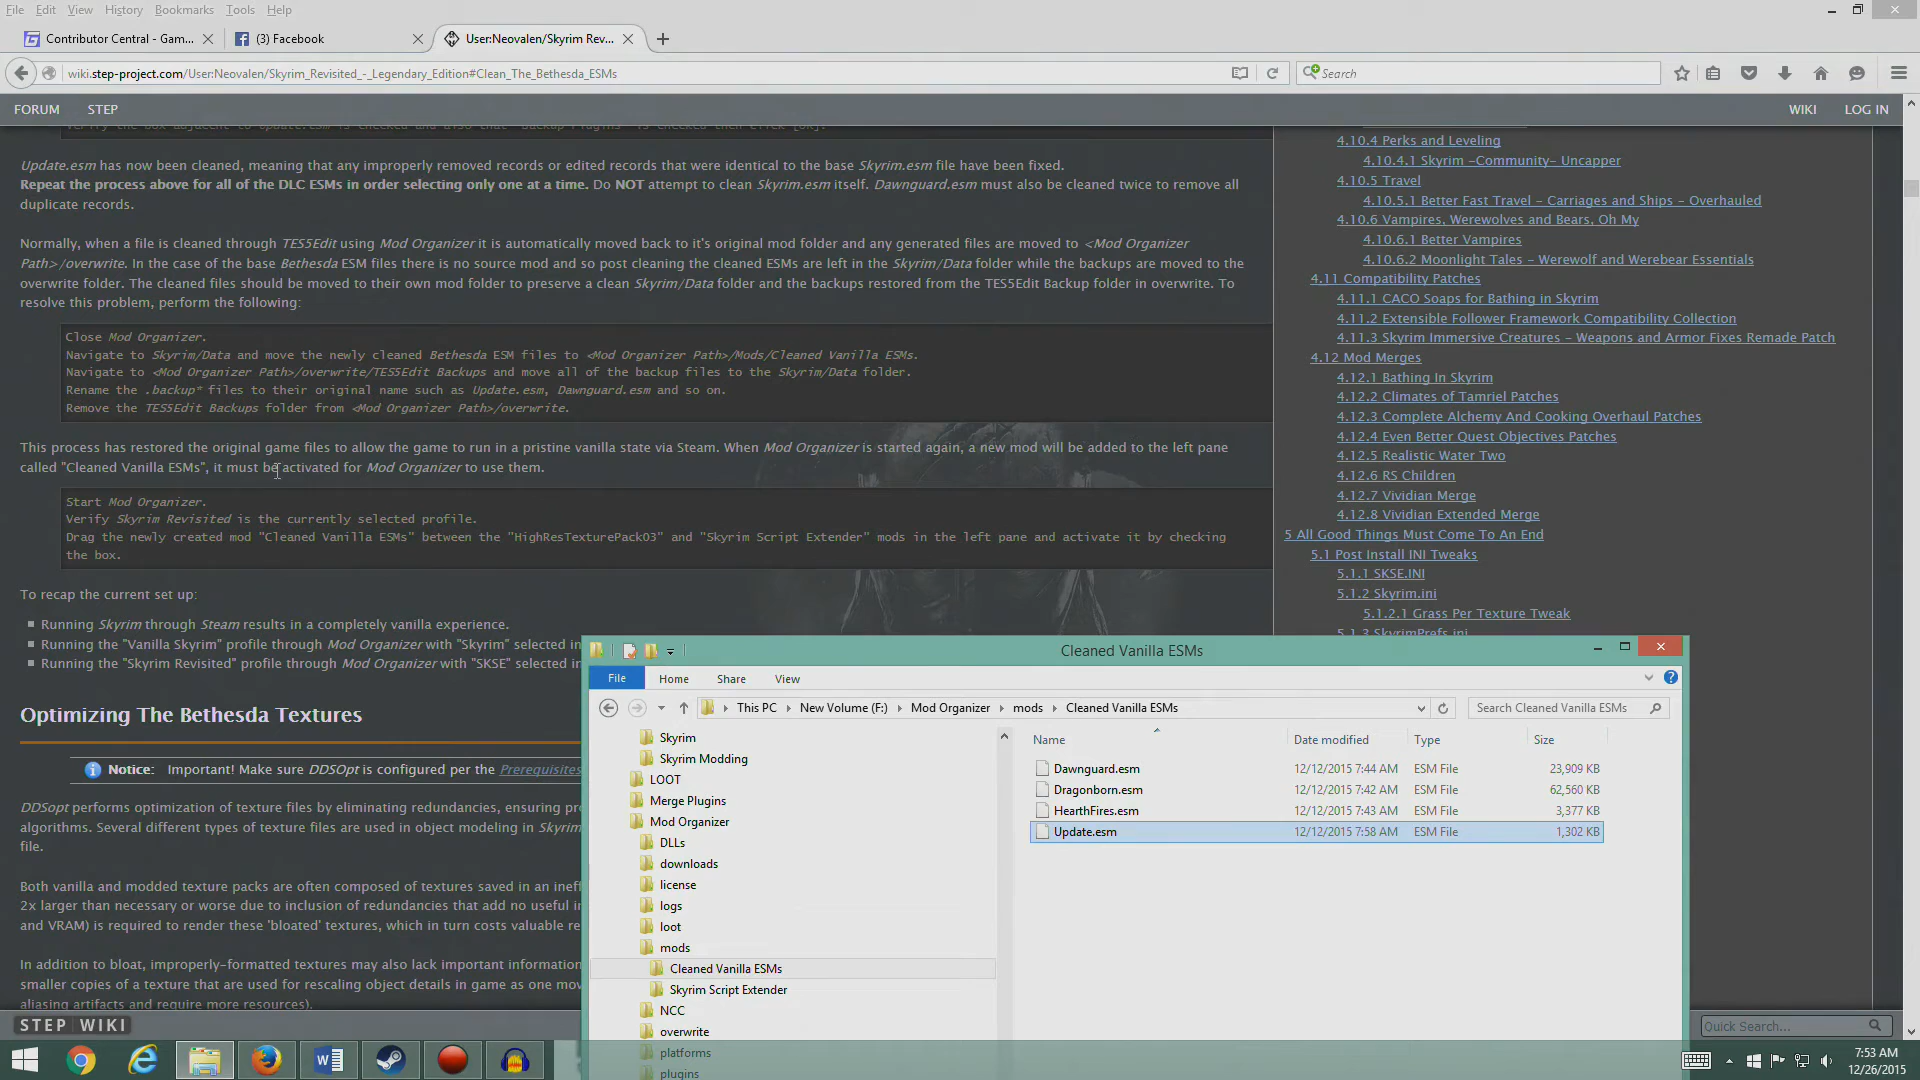 File Edit View History Bookmarks Tools Help
Contributor Central - Gam...
(3) Facebook
User:Neovalen/Skyrim Rev...
wiki.step-project.com/User:Neovalen/Skyrim_Revisited_-_Legendary_Edition#Clean_The_Bethesda_ESMs
Search
FORUM STEP WIKI LOG IN
Verify the box adjacent to Update.esm is checked and also that "Backup Plugins" is checked then click [OK].
Update.esm has now been cleaned, meaning that any improperly removed records or edited records that were identical to the base Skyrim.esm file have been fixed.
Repeat the process above for all of the DLC ESMs in order selecting only one at a time. Do NOT attempt to clean Skyrim.esm itself. Dawnguard.esm must also be cleaned twice to remove all
duplicate records.
Normally, when a file is cleaned through TES5Edit using Mod Organizer it is automatically moved back to it's original mod folder and any generated files are moved to <Mod Organizer
Path>/overwrite. In the case of the base Bethesda ESM files there is no source mod and so post cleaning the cleaned ESMs are left in the Skyrim/Data folder while the backups are moved to the
overwrite folder. The cleaned files should be moved to their own mod folder to preserve a clean Skyrim/Data folder and the backups restored from the TES5Edit Backup folder in overwrite. To
resolve this problem, perform the following:
Close Mod Organizer.
Navigate to Skyrim/Data and move the newly cleaned Bethesda ESM files to <Mod Organizer Path>/Mods/Cleaned Vanilla ESMs.
Navigate to <Mod Organizer Path>/overwrite/TES5Edit Backups and move all of the backup files to the Skyrim/Data folder.
Rename the .backup* files to their original name such as Update.esm, Dawnguard.esm and so on.
Remove the TES5Edit Backups folder from <Mod Organizer Path>/overwrite.
This process has restored the original game files to allow the game to run in a pristine vanilla state via Steam. When Mod Organizer is started again, a new mod will be added to the left pane
called "Cleaned Vanilla ESMs", it must be activated for Mod Organizer to use them.
Start Mod Organizer.
Verify Skyrim Revisited is the currently selected profile.
Drag the newly created mod "Cleaned Vanilla ESMs" between the "HighResTexturePack03" and "Skyrim Script Extender" mods in the left pane and activate it by checking
the box.
To recap the current set up:
Running Skyrim through Steam results in a completely vanilla experience.
Running the "Vanilla Skyrim" profile through Mod Organizer with "Skyrim" selected in
Running the "Skyrim Revisited" profile through Mod Organizer with "SKSE" selected in
Optimizing The Bethesda Textures
Notice: Important! Make sure DDSOpt is configured per the Prerequisites
DDSopt performs optimization of texture files by eliminating redundancies, ensuring pr
algorithms. Several different types of texture files are used in object modeling in Skyrim
file.
Both vanilla and modded texture packs are often composed of textures saved in an ineff
2x larger than necessary or worse due to inclusion of redundancies that add no useful in
and VRAM) is required to render these 'bloated' textures, which in turn costs valuable re
In addition to bloat, improperly-formatted textures may also lack important information
smaller copies of a texture that are used for rescaling object details in game as one mov
aliasing artifacts and require more resources).
4.10.4 Perks and Leveling
4.10.4.1 Skyrim -Community- Uncapper
4.10.5 Travel
4.10.5.1 Better Fast Travel - Carriages and Ships - Overhauled
4.10.6 Vampires, Werewolves and Bears, Oh My
4.10.6.1 Better Vampires
4.10.6.2 Moonlight Tales - Werewolf and Werebear Essentials
4.11 Compatibility Patches
4.11.1 CACO Soaps for Bathing in Skyrim
4.11.2 Extensible Follower Framework Compatibility Collection
4.11.3 Skyrim Immersive Creatures - Weapons and Armor Fixes Remade Patch
4.12 Mod Merges
4.12.1 Bathing In Skyrim
4.12.2 Climates of Tamriel Patches
4.12.3 Complete Alchemy And Cooking Overhaul Patches
4.12.4 Even Better Quest Objectives Patches
4.12.5 Realistic Water Two
4.12.6 RS Children
4.12.7 Vividian Merge
4.12.8 Vividian Extended Merge
5 All Good Things Must Come To An End
5.1 Post Install INI Tweaks
5.1.1 SKSE.INI
5.1.2 Skyrim.ini
5.1.2.1 Grass Per Texture Tweak
5.1.3 SkyrimPrefs.ini
Cleaned Vanilla ESMs
File Home Share View
This PC New Volume (F:) Mod Organizer mods Cleaned Vanilla ESMs
Search Cleaned Vanilla ESMs
Skyrim
Skyrim Modding
LOOT
Merge Plugins
Mod Organizer
DLLs
downloads
license
logs
loot
mods
Cleaned Vanilla ESMs
Skyrim Script Extender
NCC
overwrite
platforms
plugins
Name Date modified Type Size
Dawnguard.esm 12/12/2015 7:44 AM ESM File 23,909 KB
Dragonborn.esm 12/12/2015 7:42 AM ESM File 62,560 KB
HearthFires.esm 12/12/2015 7:43 AM ESM File 3,377 KB
Update.esm 12/12/2015 7:58 AM ESM File 1,302 KB
STEP WIKI
Quick Search...
7:53 AM
12/26/2015